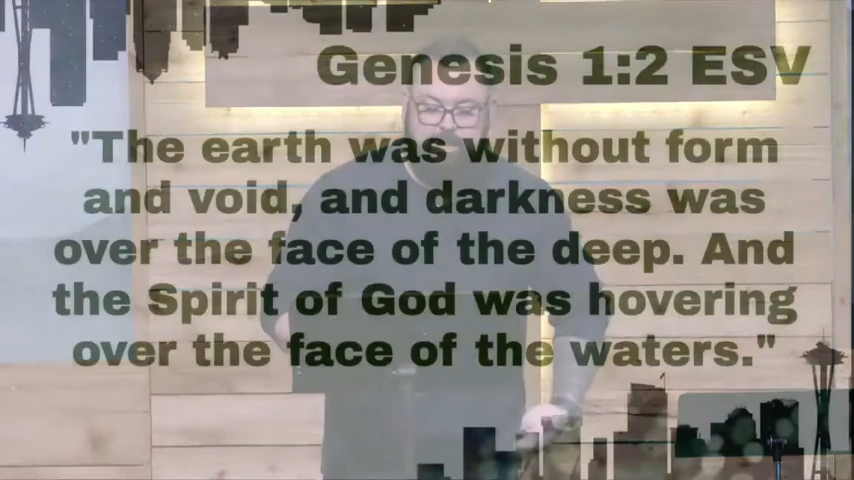 Genesis 1:2 ESV
"The earth was without form
and void, and darkness was
over the face of the deep. And
the Spirit of God was hovering
over the face of the waters."